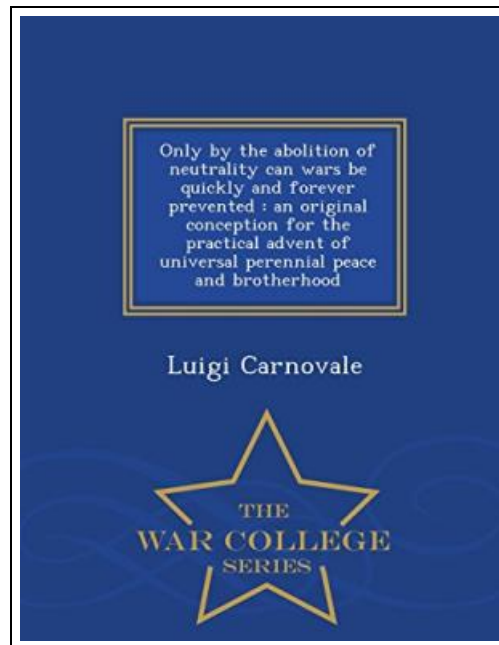 Only by the abolition of
neutrality can wars be
quickly and forever
prevented : an original
conception for the
practical advent of
universal perennial peace
and brotherhood
Luigi Carnovale
THE
WAR COLLEGE
SERIES